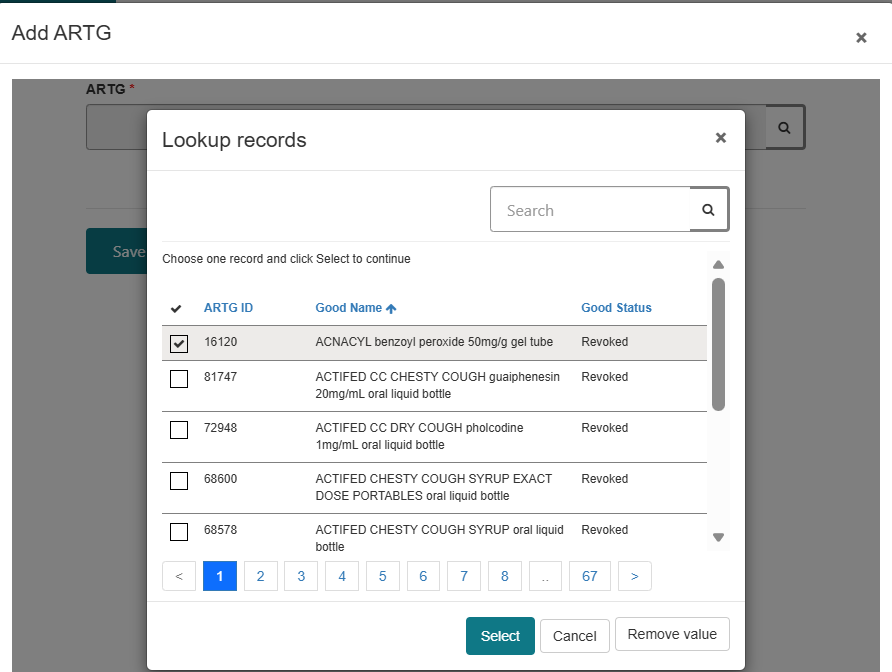 Add ARTG
×
ARTG *
Lookup records
×
Search
Save
Choose one record and click Select to continue
ARTG ID Good Name Good Status
16120 ACNACYL benzoyl peroxide 50mg/g gel tube Revoked
81747 ACTIFED CC CHESTY COUGH guaiphenesin Revoked
20mg/mL oral liquid bottle
72948 ACTIFED CC DRY COUGH pholcodine Revoked
1mg/mL oral liquid bottle
68600 ACTIFED CHESTY COUGH SYRUP EXACT Revoked
DOSE PORTABLES oral liquid bottle
68578 ACTIFED CHESTY COUGH SYRUP oral liquid Revoked
bottle
< 1 2 3 4 5 6 7 8 .. 67 >
Select Cancel Remove value